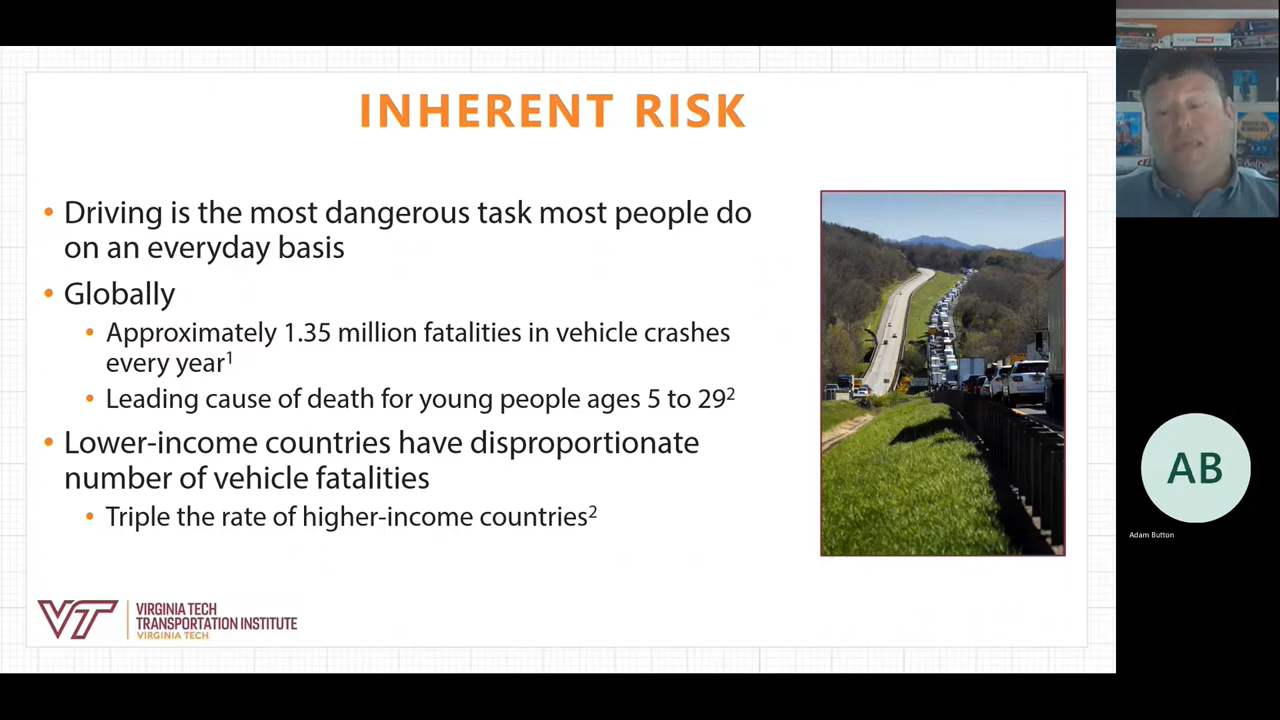 INHERENT RISK
• Driving is the most dangerous task most people do
on an everyday basis
• Globally
• Approximately 1.35 million fatalities in vehicle crashes
every year¹
• Leading cause of death for young people ages 5 to 29²
• Lower-income countries have disproportionate
number of vehicle fatalities
• Triple the rate of higher-income countries²
VT
VIRGINIA TECH
TRANSPORTATION INSTITUTE
VIRGINIA TECH
AB
Adam Button